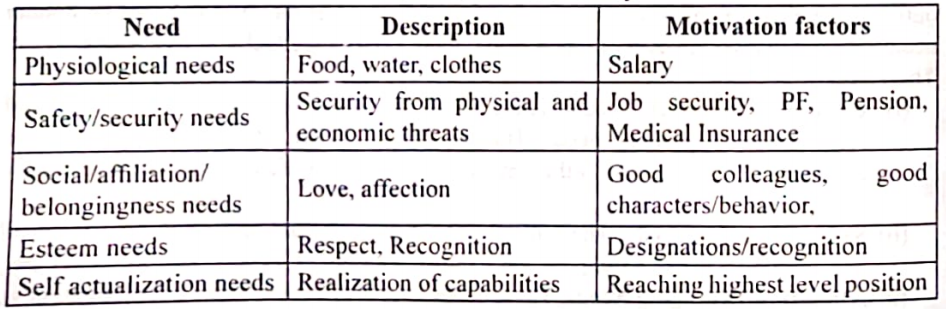 Need Description Motivation factors
Physiological needs Food, water, clothes Salary
Safety/security needs Security from physical and economic threats Job security, PF, Pension, Medical Insurance
Social/affiliation/ belongingness needs Love, affection Good colleagues, good characters/behavior.
Esteem needs Respect, Recognition Designations/recognition
Self actualization needs Realization of capabilities Reaching highest level position